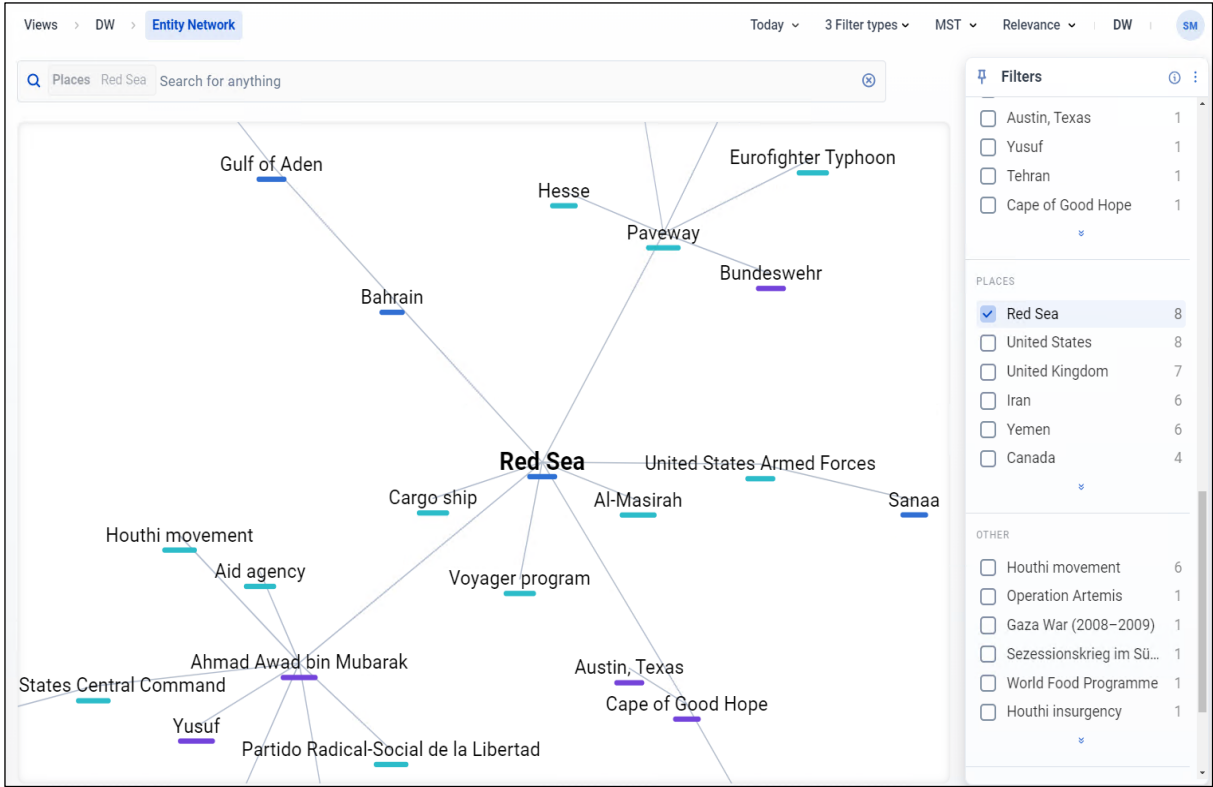 Views > DW > Entity Network
Today 3 Filter types MST Relevance DW SM
Places Red Sea Search for anything
Gulf of Aden
Eurofighter Typhoon
Hesse
Paveway
Bundeswehr
Bahrain
Red Sea
United States Armed Forces
Cargo ship
Al-Masirah
Sanaa
Houthi movement
Aid agency
Voyager program
Ahmad Awad bin Mubarak
Austin, Texas
States Central Command
Cape of Good Hope
Yusuf
Partido Radical-Social de la Libertad
Filters
Austin, Texas 1
Yusuf 1
Tehran 1
Cape of Good Hope 1
PLACES
Red Sea 8
United States 8
United Kingdom 7
Iran 6
Yemen 6
Canada 4
OTHER
Houthi movement 6
Operation Artemis 1
Gaza War (2008–2009) 1
Sezessionskrieg im Sü... 1
World Food Programme 1
Houthi insurgency 1